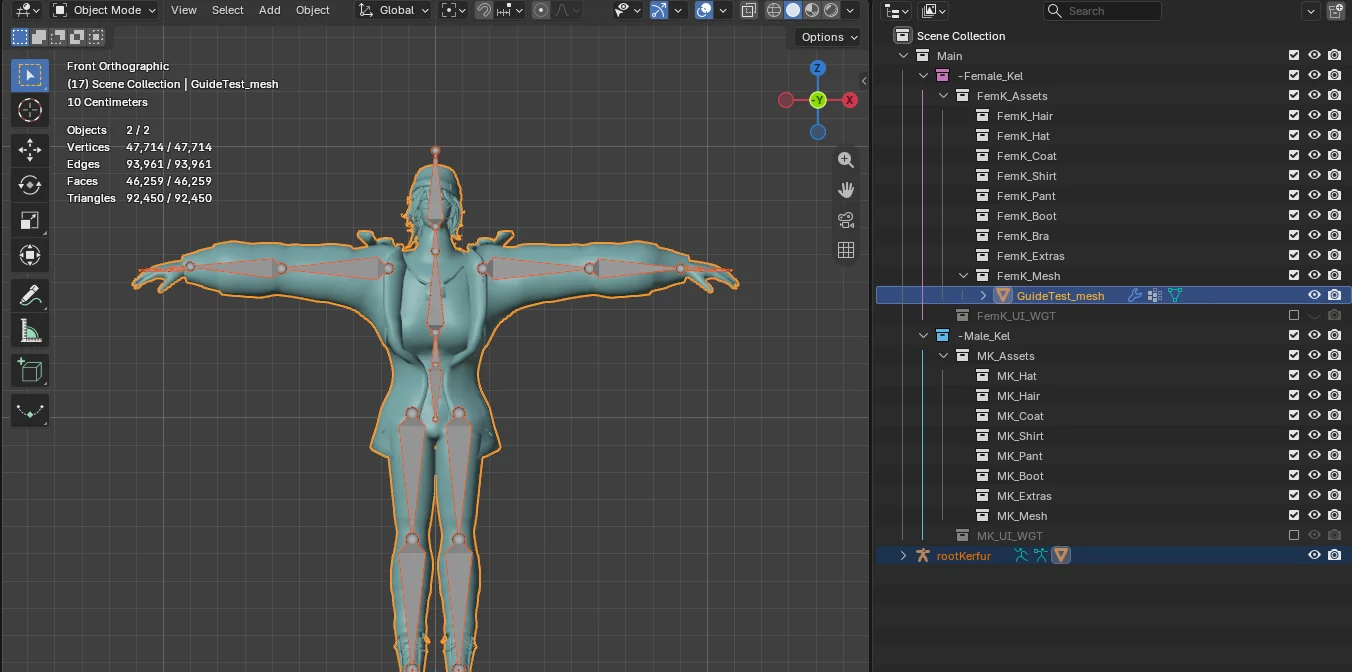 Object Mode View Select Add Object Global Search
Options
Front Orthographic
(17) Scene Collection | GuideTest_mesh
10 Centimeters
Objects 2 / 2
Vertices 47,714 / 47,714
Edges 93,961 / 93,961
Faces 46,259 / 46,259
Triangles 92,450 / 92,450
Z
-Y
X
Scene Collection
Main
-Female_Kel
FemK_Assets
FemK_Hair
FemK_Hat
FemK_Coat
FemK_Shirt
FemK_Pant
FemK_Boot
FemK_Bra
FemK_Extras
FemK_Mesh
GuideTest_mesh
FemK_UI_WGT
-Male_Kel
MK_Assets
MK_Hat
MK_Hair
MK_Coat
MK_Shirt
MK_Pant
MK_Boot
MK_Extras
MK_Mesh
MK_UI_WGT
rootKerfur